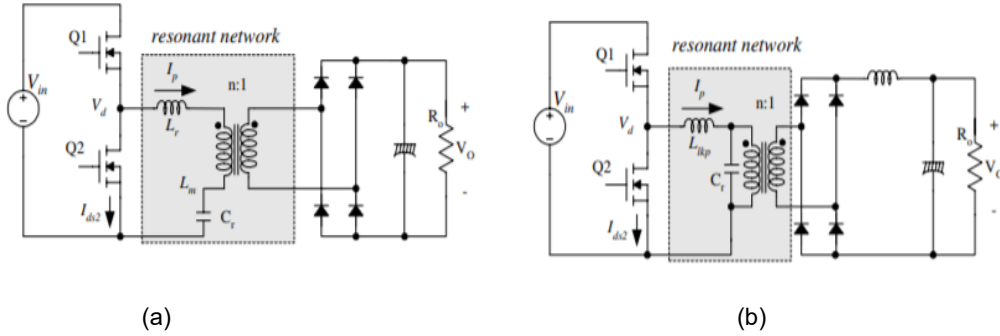 resonant network
Q1
I_p
n:1
V_in
V_d
L_r
Q2
L_m
I_ds2
C_r
+
R_o
V_O
-
(a)
resonant network
Q1
I_p
n:1
V_in
V_d
L_lkp
Q2
C_r
I_ds2
+
R_o
V_O
-
(b)